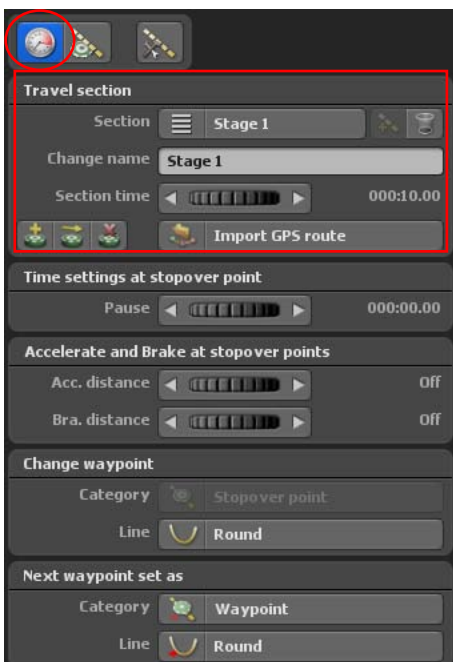 Travel section
Section Stage 1
Change name Stage 1
Section time 000:10.00
Import GPS route
Time settings at stopover point
Pause 000:00.00
Accelerate and Brake at stopover points
Acc. distance Off
Bra. distance Off
Change waypoint
Category Stopover point
Line Round
Next waypoint set as
Category Waypoint
Line Round